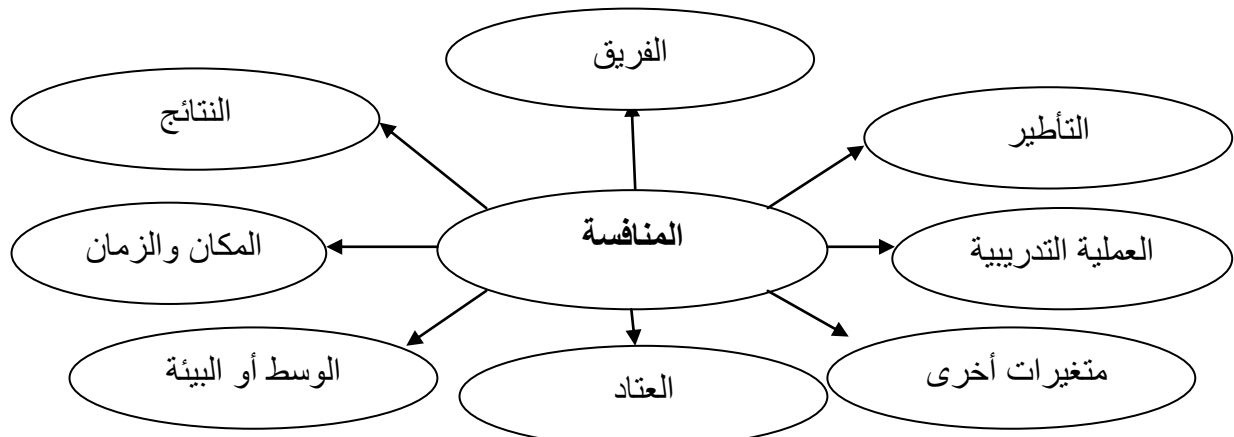 الفريق
النتائج
التأطير
المنافسة
المكان والزمان
العملية التدريبية
الوسط أو البيئة
العتاد
متغيرات أخرى